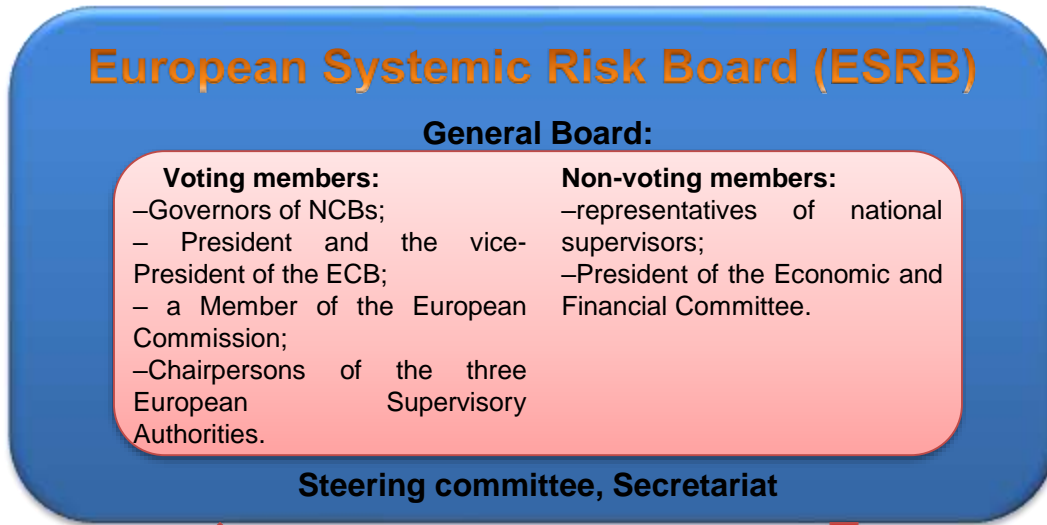 European Systemic Risk Board (ESRB)
General Board:
Voting members:
–Governors of NCBs;
– President and the vice-
President of the ECB;
– a Member of the European
Commission;
–Chairpersons of the three
European Supervisory
Authorities.
Non-voting members:
–representatives of national
supervisors;
–President of the Economic and
Financial Committee.
Steering committee, Secretariat